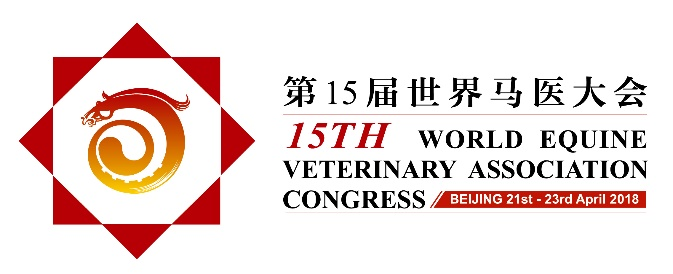 第15届世界马医大会
15TH WORLD EQUINE
VETERINARY ASSOCIATION
CONGRESS BEIJING 21st - 23rd April 2018